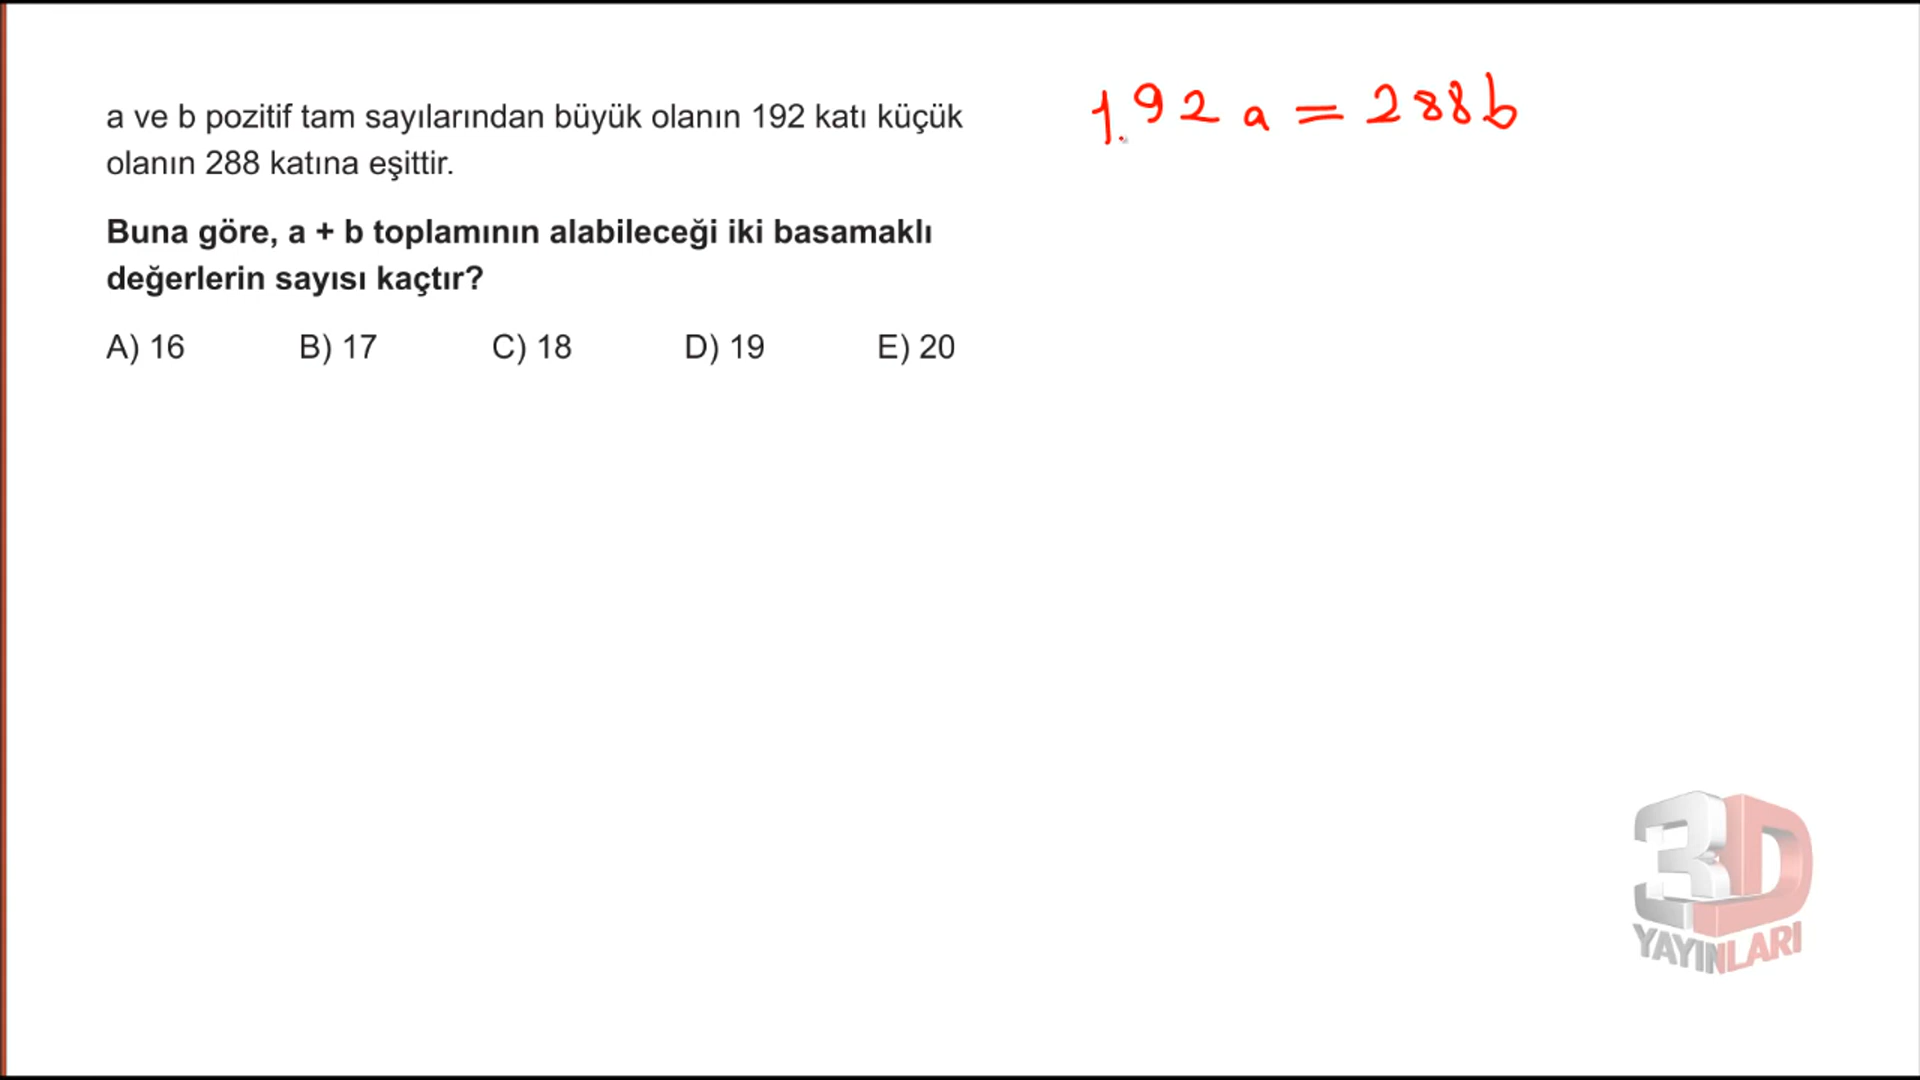 a ve b pozitif tam sayılarından büyük olanın 192 katı küçük
olanın 288 katına eşittir.
Buna göre, a + b toplamının alabileceği iki basamaklı
değerlerin sayısı kaçtır?
A) 16 B) 17 C) 18 D) 19 E) 20
192 a = 288b
3D
YAYINLARI